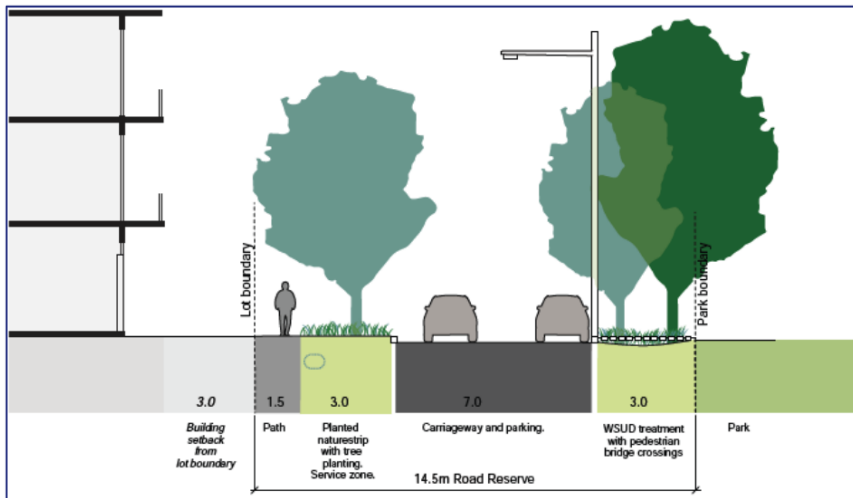 Lot boundary
Park boundary
3.0
1.5
3.0
7.0
3.0
Building
setback
from
lot boundary
Path
Planted
naturestrip
with tree
planting.
Service zone.
Carriageway and parking.
WSUD treatment
with pedestrian
bridge crossings
Park
14.5m Road Reserve